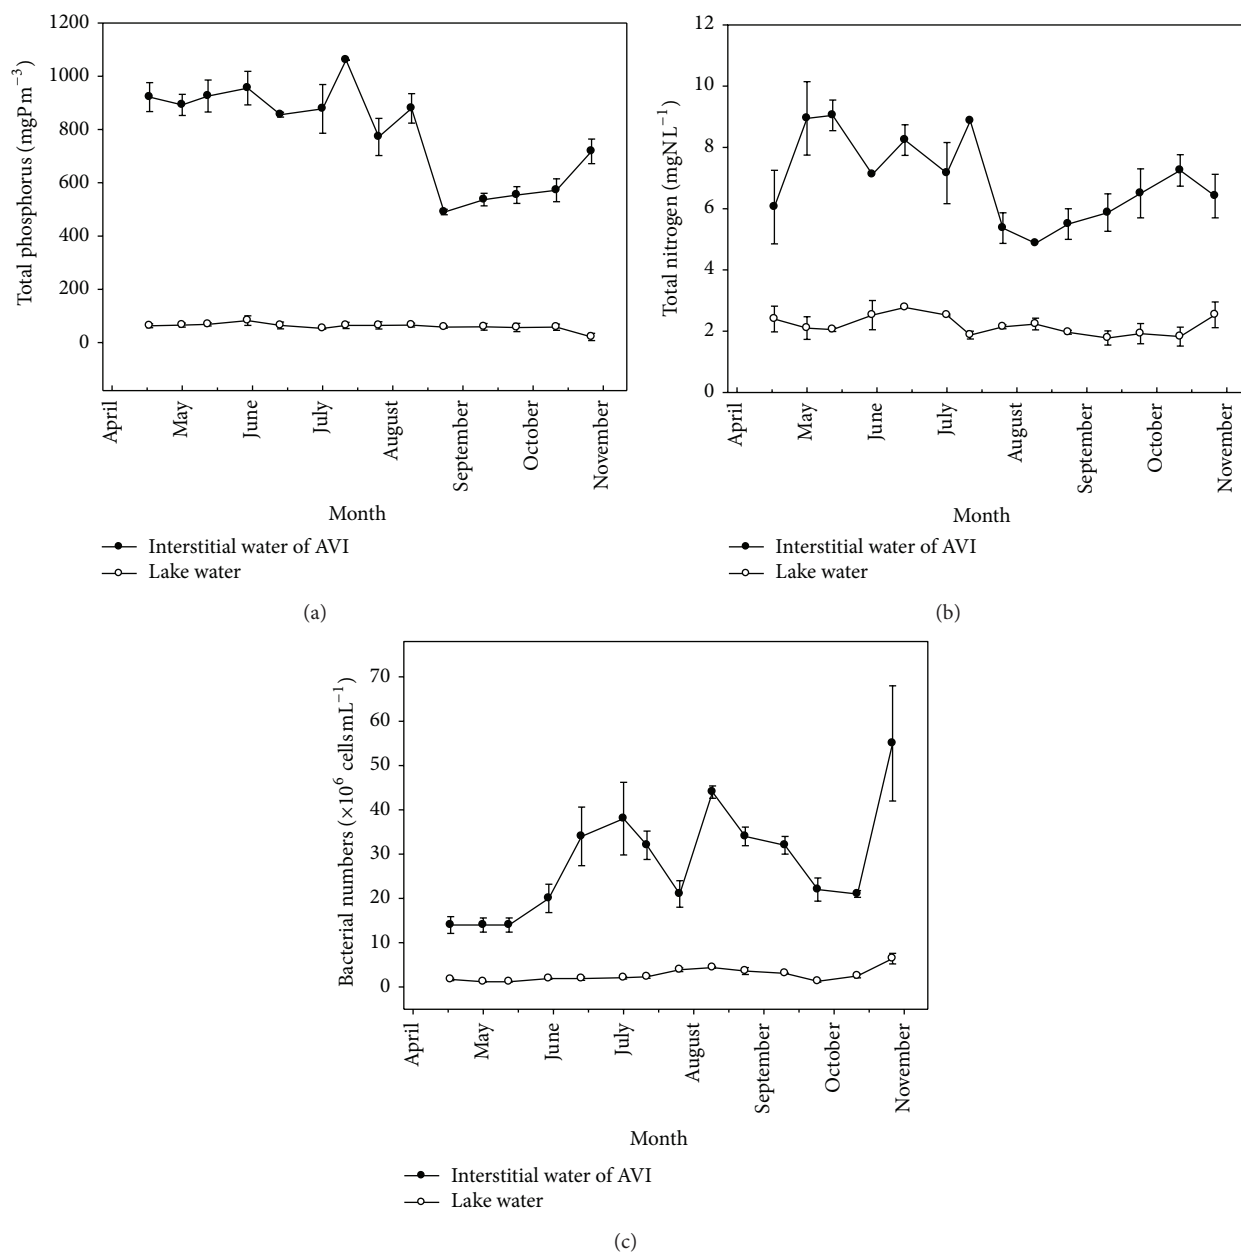 1200
1000
800
600
400
200
0
Total phosphorus (mgP m−3)
April
May
June
July
August
September
October
November
Month
Interstitial water of AVI
Lake water
(a)
12
10
8
6
4
2
0
Total nitrogen (mgN L−1)
April
May
June
July
August
September
October
November
Month
Interstitial water of AVI
Lake water
(b)
70
60
50
40
30
20
10
0
Bacterial numbers (×10⁶ cells mL−1)
April
May
June
July
August
September
October
November
Month
Interstitial water of AVI
Lake water
(c)